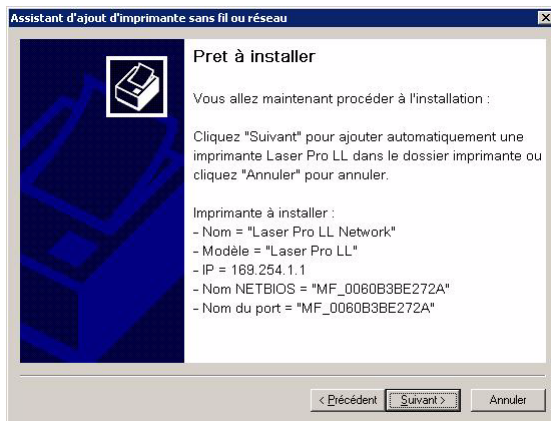 Assistant d'ajout d'imprimante sans fil ou réseau
Pret à installer
Vous allez maintenant procéder à l'installation :
Cliquez "Suivant" pour ajouter automatiquement une
imprimante Laser Pro LL dans le dossier imprimante ou
cliquez "Annuler" pour annuler.
Imprimante à installer :
- Nom = "Laser Pro LL Network"
- Modèle = "Laser Pro LL"
- IP = 169.254.1.1
- Nom NETBIOS = "MF_0060B3BE272A"
- Nom du port = "MF_0060B3BE272A"
< Précédent
Suivant >
Annuler